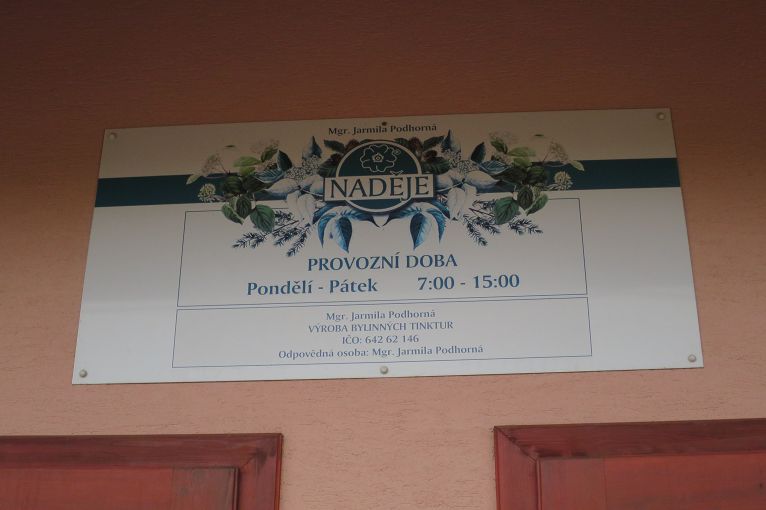 Mgr. Jarmila Podhorná
NADĚJE
PROVOZNÍ DOBA
Pondělí - Pátek 7:00 - 15:00
Mgr. Jarmila Podhorná
VÝROBA BYLINNÝCH TINKTUR
IČO: 642 62 146
Odpovědná osoba: Mgr. Jarmila Podhorná